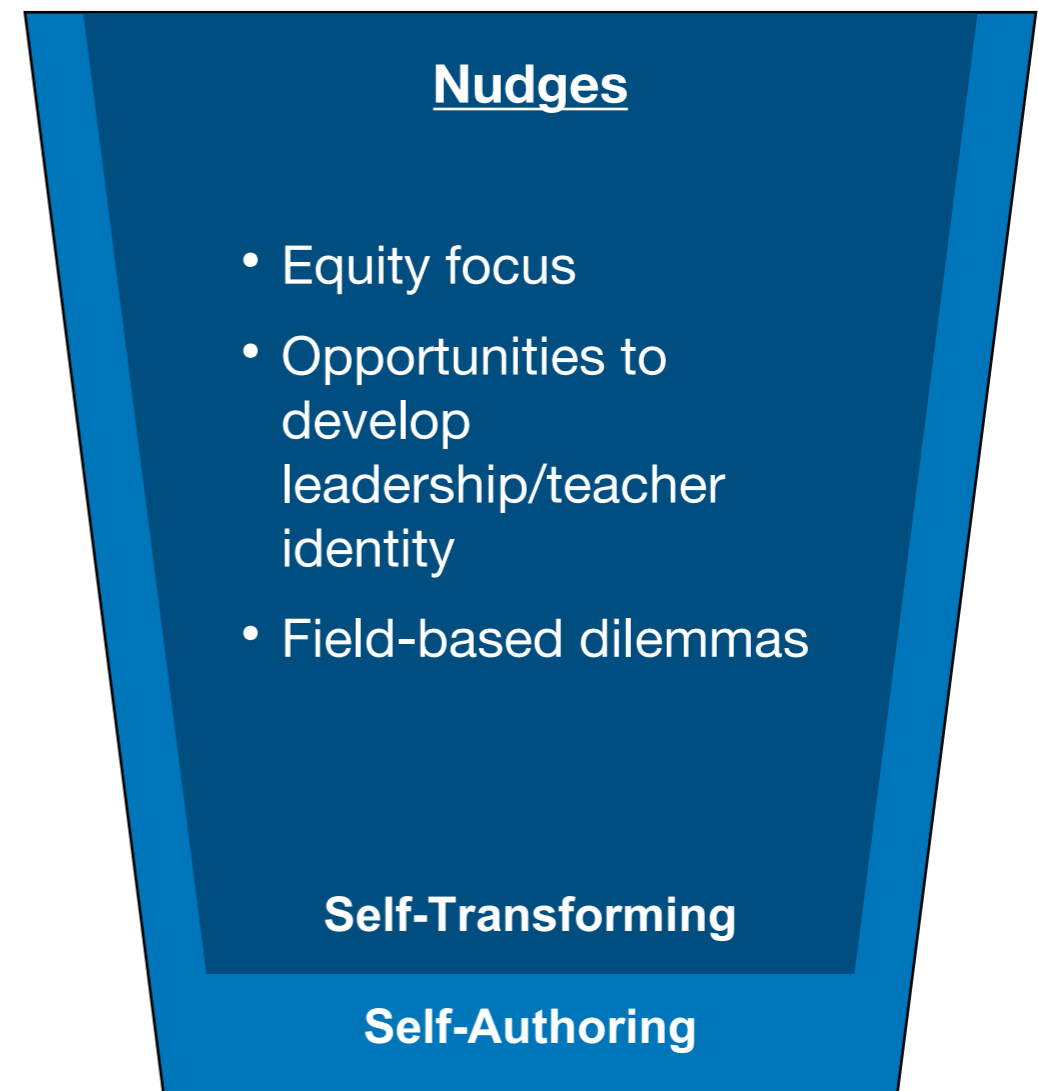 Nudges
• Equity focus
• Opportunities to
develop
leadership/teacher
identity
• Field-based dilemmas
Self-Transforming
Self-Authoring